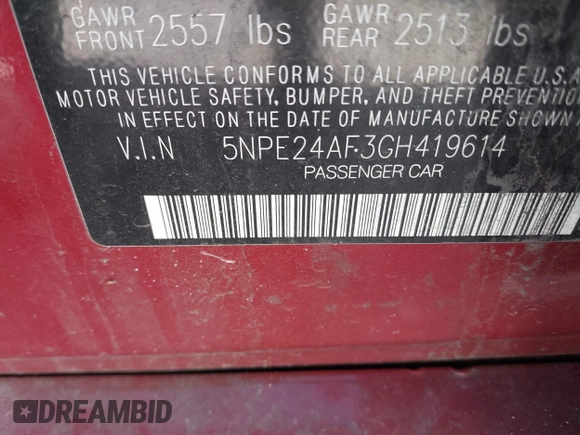 GAWR FRONT 2557 lbs GAWR REAR 2513 lbs
THIS VEHICLE CONFORMS TO ALL APPLICABLE U.S.A
MOTOR VEHICLE SAFETY, BUMPER, AND THEFT PREVENTION
IN EFFECT ON THE DATE OF MANUFACTURE SHOWN
V.I.N 5NPE24AF3GH419614
PASSENGER CAR
DREAMBID